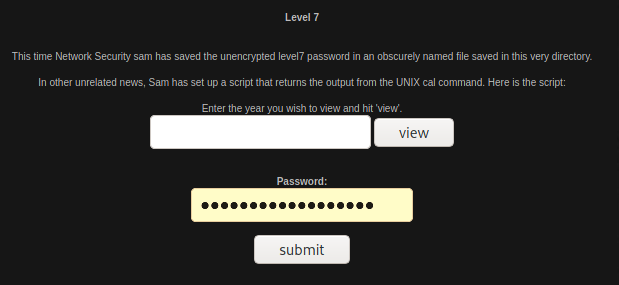 Level 7
This time Network Security sam has saved the unencrypted level7 password in an obscurely named file saved in this very directory.
In other unrelated news, Sam has set up a script that returns the output from the UNIX cal command. Here is the script:
Enter the year you wish to view and hit 'view'.
view
Password:
•••••••••••••••••
submit